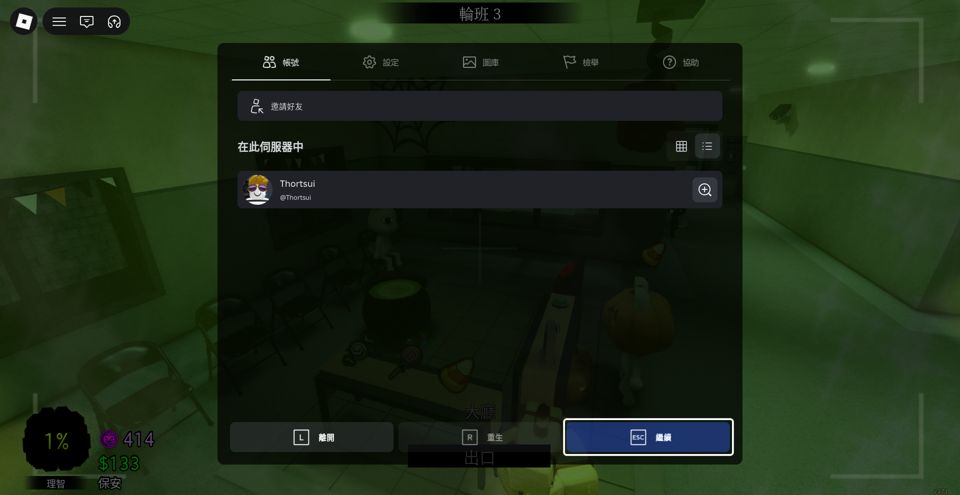 輪班 3
帳號
設定
圖庫
檢舉
協助
邀請好友
在此伺服器中
Thortsui
@Thortsui
大廳
L 離開
R 重生
ESC 繼續
出口
1%
414
$133
理智
保安